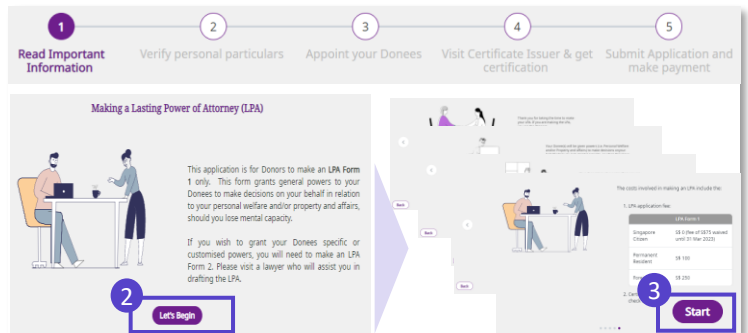 1
2
3
4
5
Read Important
Information
Verify personal particulars
Appoint your Donees
Visit Certificate Issuer & get
certification
Submit Application and
make payment
Making a Lasting Power of Attorney (LPA)
This application is for Donors to make an LPA Form
1 only. This form grants general powers to your
Donees to make decisions on your behalf in relation
to your personal welfare and/or property and affairs,
should you lose mental capacity.
If you wish to grant your Donees specific or
customised powers, you will need to make an LPA
Form 2. Please visit a lawyer who will assist you in
drafting the LPA.
2
Let's Begin
Back
Back
Back
The costs involved in making an LPA include the:
1. LPA application fee
LPA Form 1
Singapore
Citizen
S$ 0 (fee of S$75 waived
until 31 Mar 2023)
Permanent
Resident
S$ 100
S$ 250
2.
3
Start